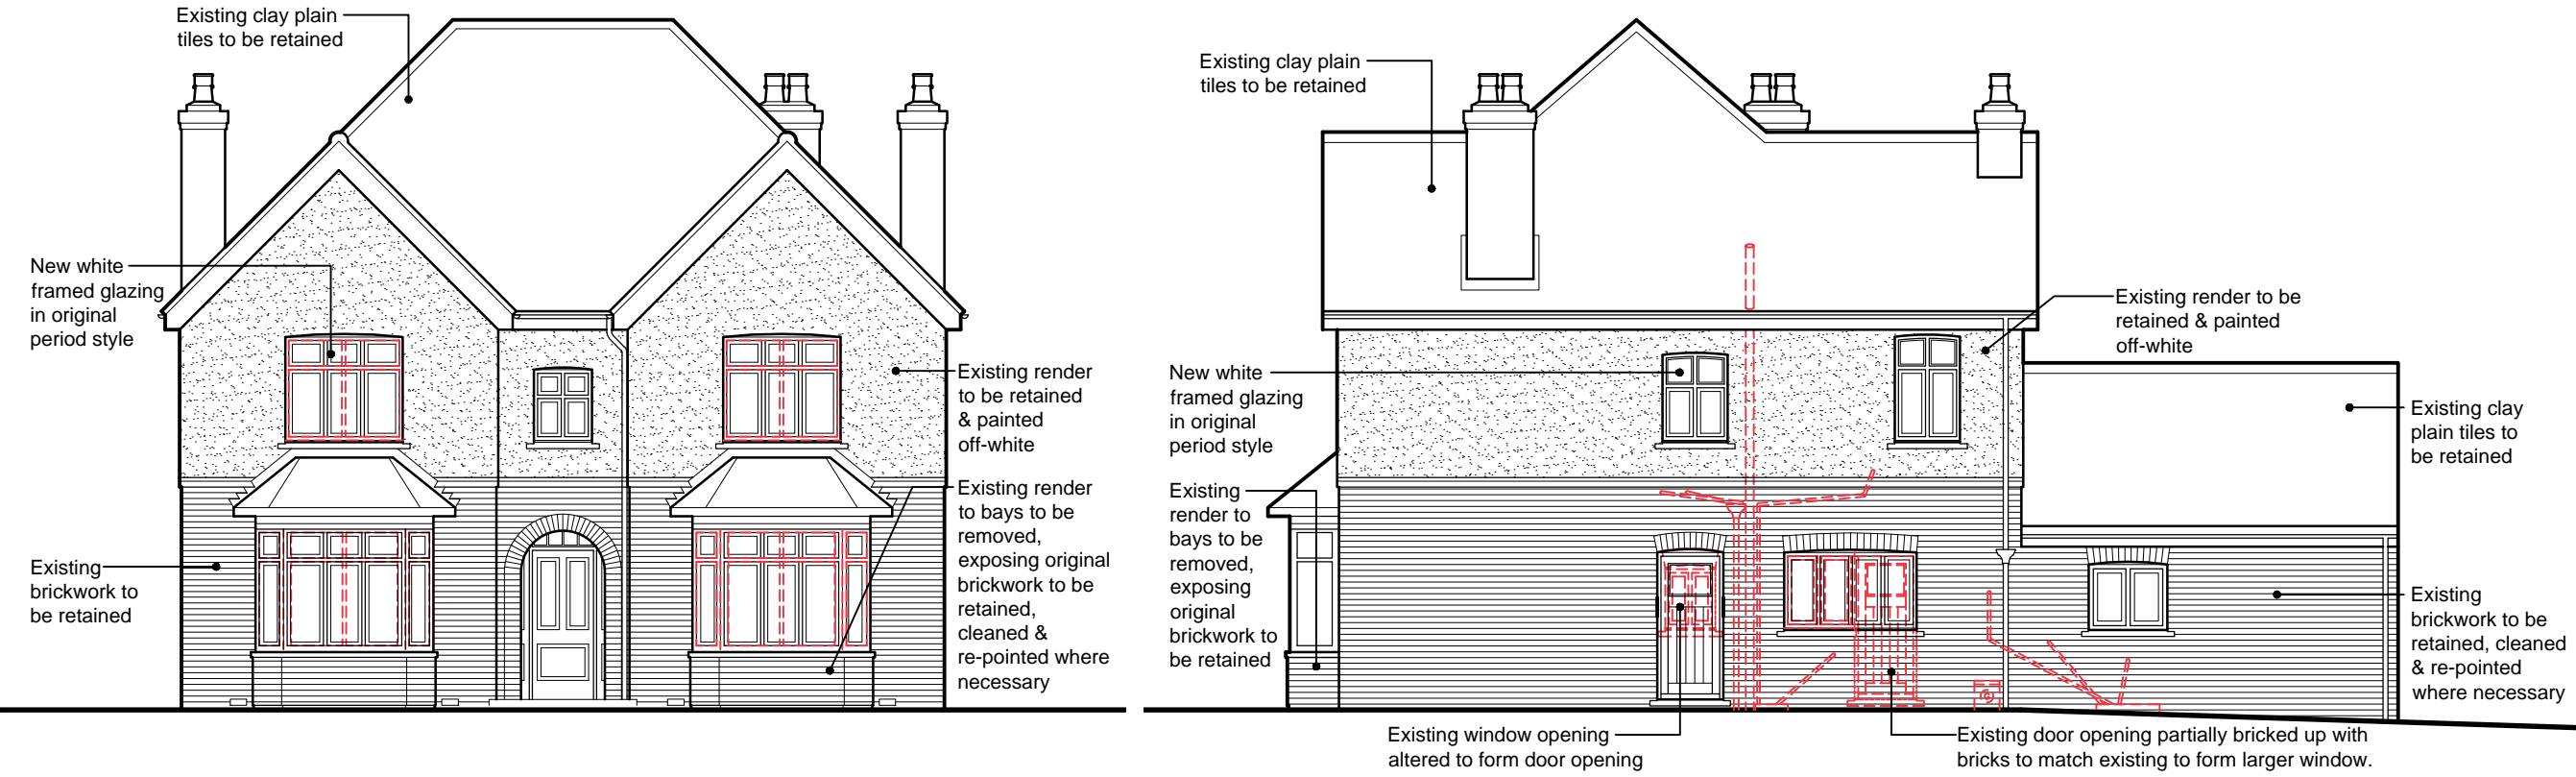 Existing clay plain
tiles to be retained
New white
framed glazing
in original
period style
Existing
brickwork to
be retained
Existing render
to be retained
& painted
off-white
Existing render
to bays to be
removed,
exposing original
brickwork to be
retained,
cleaned &
re-pointed where
necessary
Existing clay plain
tiles to be retained
New white
framed glazing
in original
period style
Existing
render to
bays to be
removed,
exposing
original
brickwork to
be retained
Existing render to be
retained & painted
off-white
Existing clay
plain tiles to
be retained
Existing
brickwork to be
retained, cleaned
& re-pointed
where necessary
Existing window opening
altered to form door opening
Existing door opening partially bricked up with
bricks to match existing to form larger window.